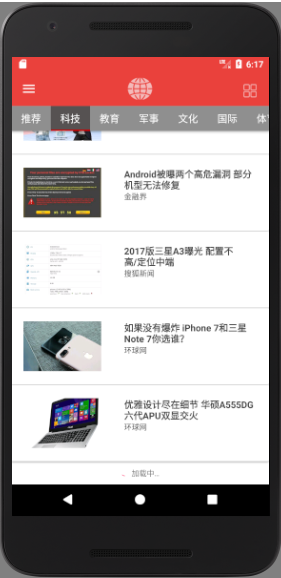 6:17
推荐 科技 教育 军事 文化 国际
Android被曝两个高危漏洞 部分
机型无法修复
金融界
2017版三星A3曝光 配置不
高/定位中端
搜狐新闻
如果没有爆炸 iPhone 7和三星
Note 7你选谁?
环球网
优雅设计尽在细节 华硕A555DG
六代APU双显交火
环球网
加载中...